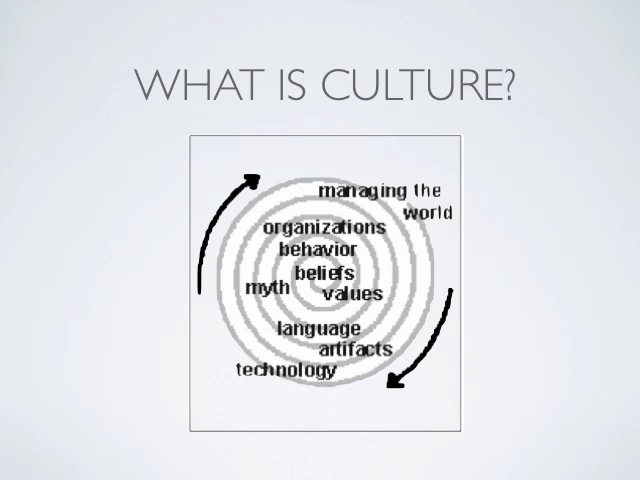 WHAT IS CULTURE?
managing the
world
organizations
behavior
beliefs
myth
values
language
artifacts
technology